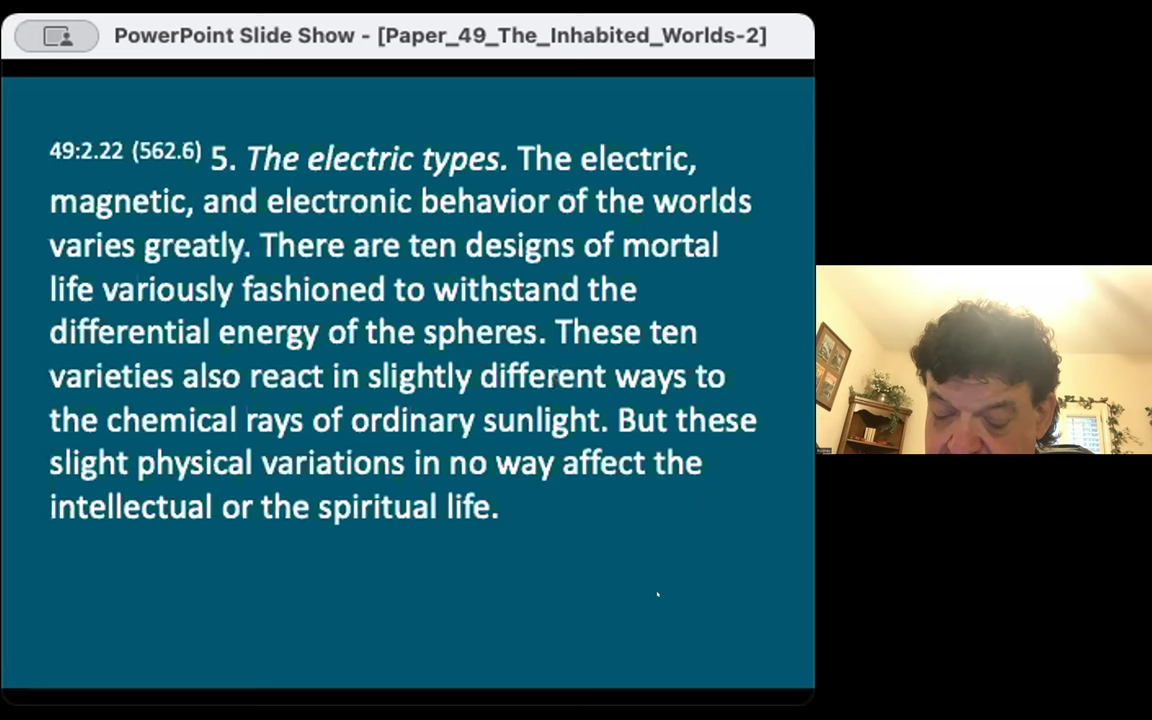 PowerPoint Slide Show - [Paper_49_The_Inhabited_Worlds-2]
49:2.22 (562.6) 5. The electric types. The electric,
magnetic, and electronic behavior of the worlds
varies greatly. There are ten designs of mortal
life variously fashioned to withstand the
differential energy of the spheres. These ten
varieties also react in slightly different ways to
the chemical rays of ordinary sunlight. But these
slight physical variations in no way affect the
intellectual or the spiritual life.